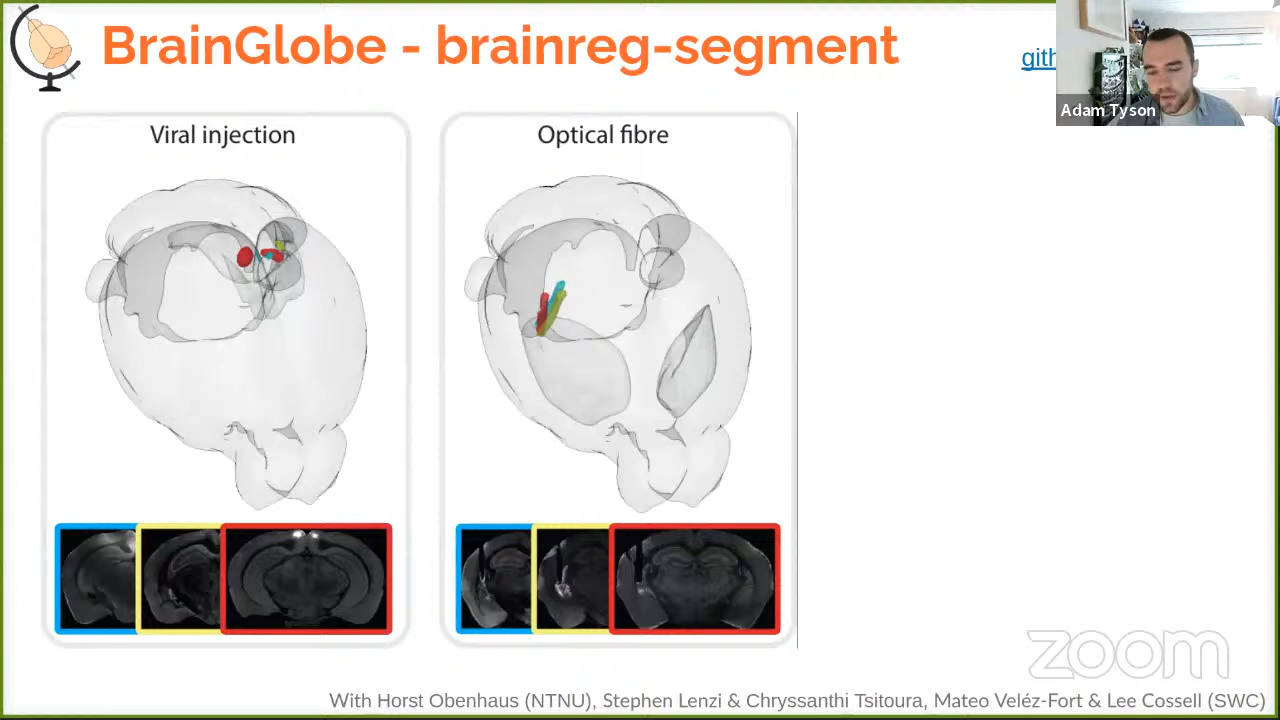 BrainGlobe - brainreg-segment
gith
Adam Tyson
Viral injection
Optical fibre
zoom
With Horst Obenhaus (NTNU), Stephen Lenzi & Chryssanthi Tsitoura, Mateo Veléz-Fort & Lee Cossell (SWC)